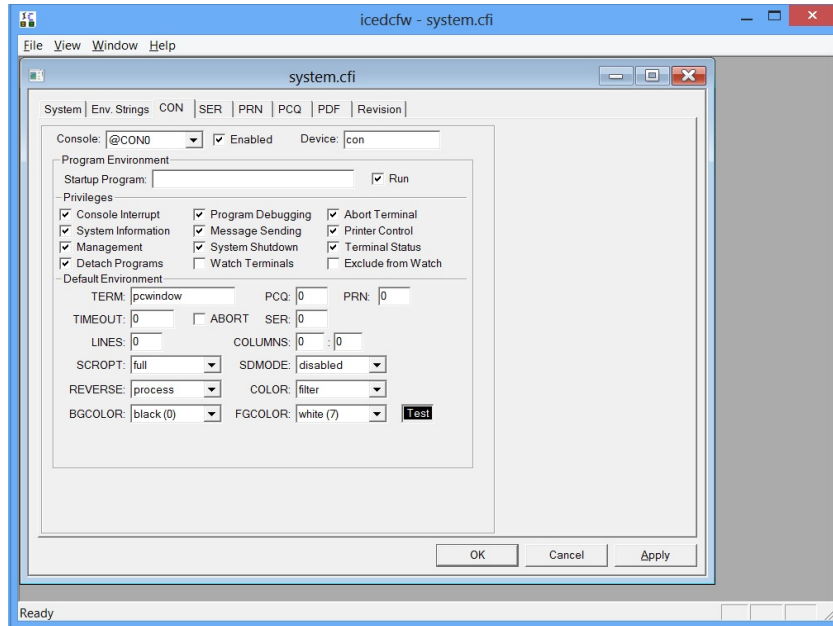 icedcfw - system.cfi
File View Window Help
system.cfi
System Env. Strings CON SER PRN PCQ PDF Revision
Console: @CON0 Enabled Device: con
Program Environment
Startup Program: Run
Privileges
Console Interrupt Program Debugging Abort Terminal
System Information Message Sending Printer Control
Management System Shutdown Terminal Status
Detach Programs Watch Terminals Exclude from Watch
Default Environment
TERM: pcwindow PCQ: 0 PRN: 0
TIMEOUT: 0 ABORT SER: 0
LINES: 0 COLUMNS: 0 : 0
SCROPT: full SDMODE: disabled
REVERSE: process COLOR: filter
BGCOLOR: black (0) FGCOLOR: white (7) Test
OK Cancel Apply
Ready